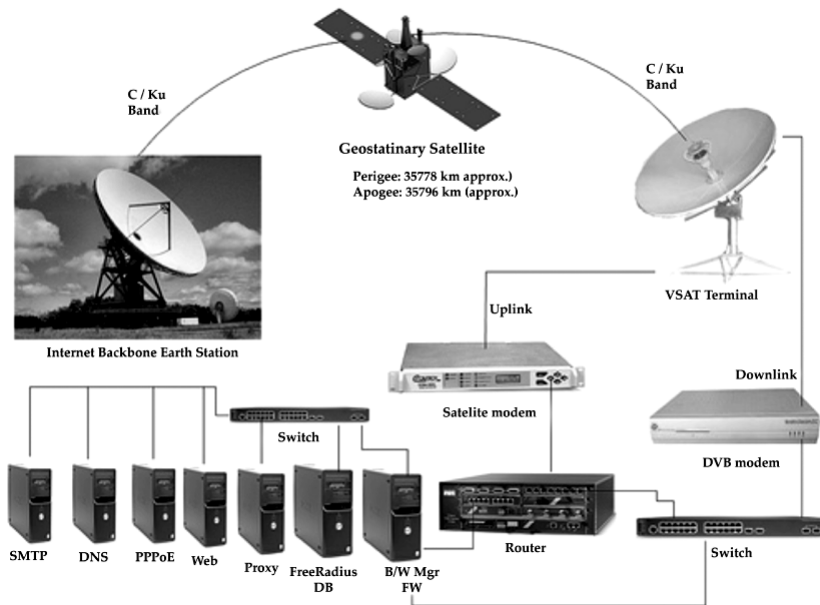 C / Ku
Band
C / Ku
Band
Geostatinary Satellite
Perigee: 35778 km approx.)
Apogee: 35796 km (approx.)
Internet Backbone Earth Station
VSAT Terminal
Uplink
Downlink
Satelite modem
DVB modem
Switch
Router
Switch
SMTP
DNS
PPPoE
Web
Proxy
FreeRadius
DB
B/W Mgr
FW